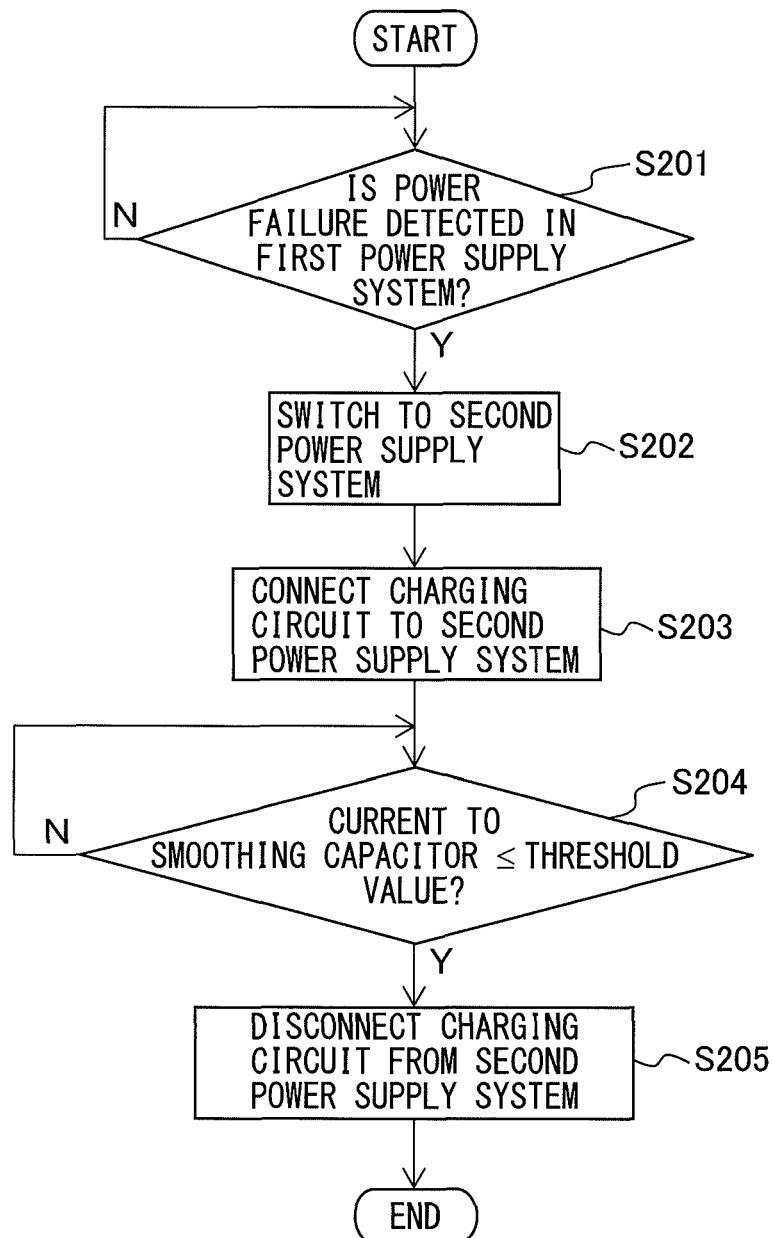 START
S201
IS POWER
FAILURE DETECTED IN
FIRST POWER SUPPLY
SYSTEM?
N
Y
SWITCH TO SECOND
POWER SUPPLY
SYSTEM
S202
CONNECT CHARGING
CIRCUIT TO SECOND
POWER SUPPLY SYSTEM
S203
S204
CURRENT TO
SMOOTHING CAPACITOR ≤ THRESHOLD
VALUE?
N
Y
DISCONNECT CHARGING
CIRCUIT FROM SECOND
POWER SUPPLY SYSTEM
S205
END